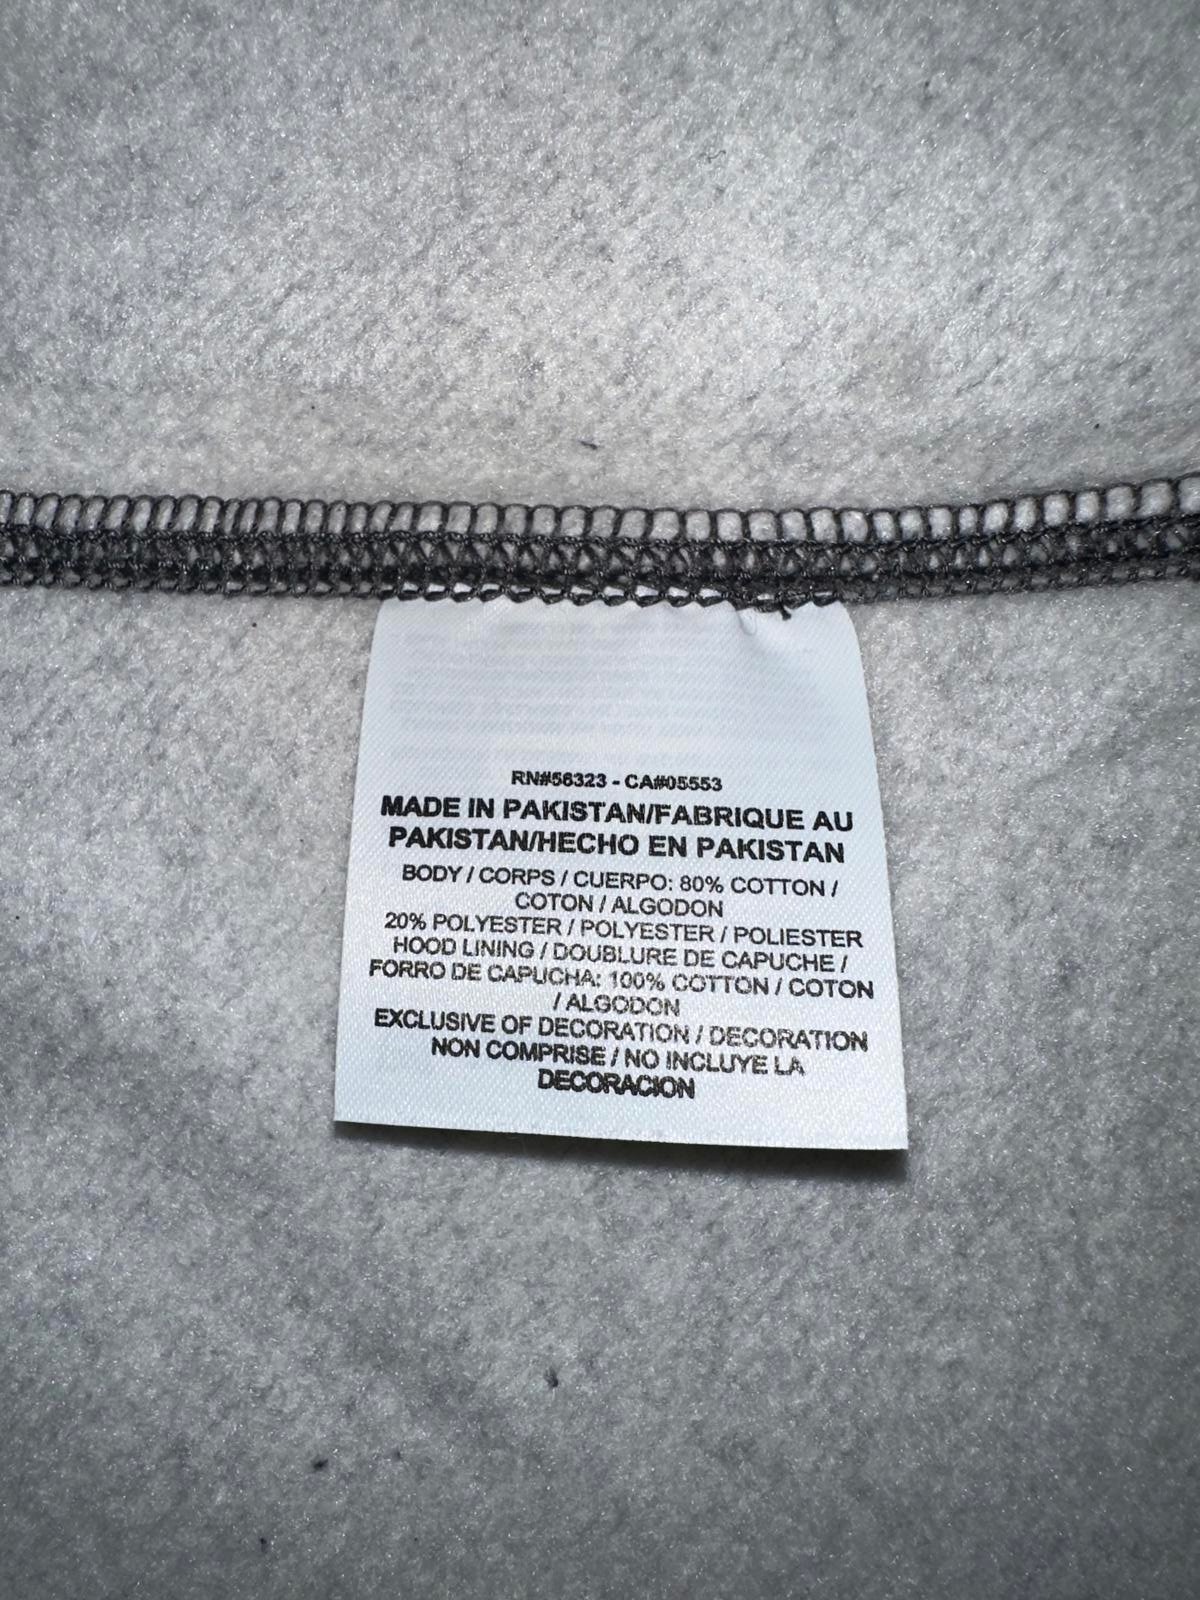 RN#56323 - CA#05553
MADE IN PAKISTAN/FABRIQUE AU
PAKISTAN/HECHO EN PAKISTAN
BODY / CORPS / CUERPO: 80% COTTON /
COTON / ALGODON
20% POLYESTER / POLYESTER / POLIESTER
HOOD LINING / DOUBLURE DE CAPUCHE /
FORRO DE CAPUCHA: 100% COTTON / COTON
/ ALGODON
EXCLUSIVE OF DECORATION / DECORATION
NON COMPRISE / NO INCLUYE LA
DECORACION